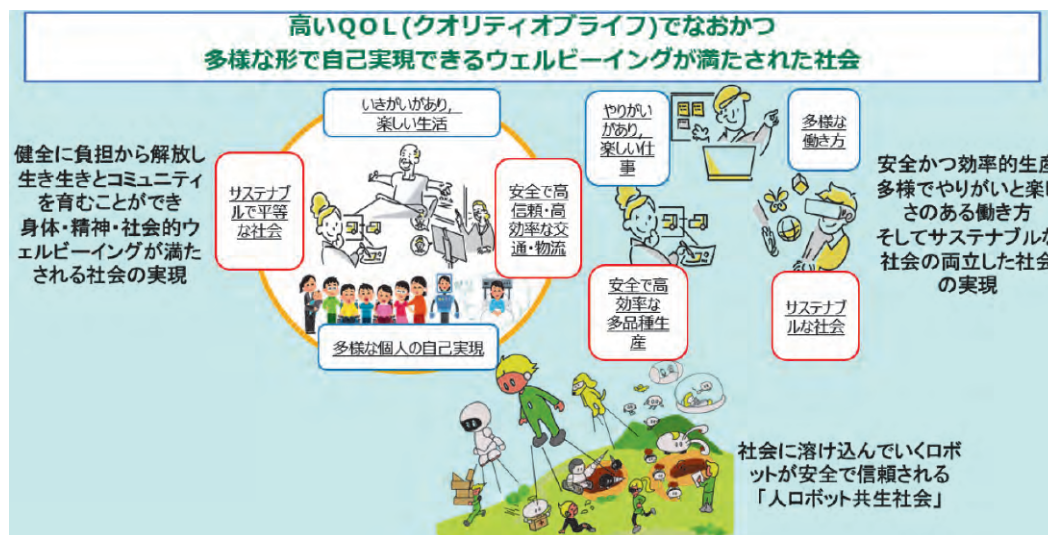 高いQOL(クオリティオブライフ)でなおかつ
多様な形で自己実現できるウェルビーイングが満たされた社会
いきがいがあり，
楽しい生活
健全に負担から解放し
生き生きとコミュニティ
を育むことができ
身体・精神・社会的ウ
ェルビーイングが満た
される社会の実現
サステナ
ブルで平等
な社会
安全で高
信頼・高
効率な交
通・物流
多様な個人の自己実現
やりがい
があり，
楽しい仕
事
多様な
働き方
安全で高
効率な
多品種生
産
サステナ
ブルな社会
安全かつ効率的生産
多様でやりがいと楽し
さのある働き方
そしてサステナブルな
社会の両立した社会
の実現
社会に溶け込んでいくロボ
ットが安全で信頼される
「人ロボット共生社会」